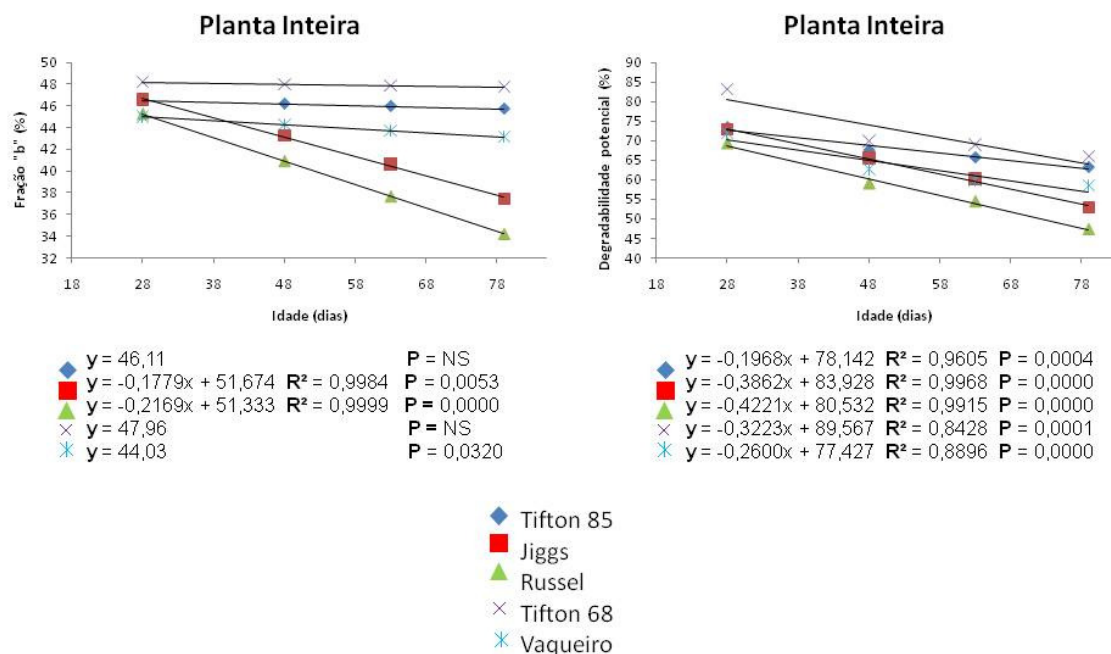 Planta Inteira
Fração "b" (%)
50
48
46
44
42
40
38
36
34
32
18 28 38 48 58 68 78
Idade (dias)
y = 46,11 P = NS
y = -0,1779x + 51,674 R² = 0,9984 P = 0,0053
y = -0,2169x + 51,333 R² = 0,9999 P = 0,0000
y = 47,96 P = NS
y = 44,03 P = 0,0320
Planta Inteira
Degradabilidade potencial (%)
90
85
80
75
70
65
60
55
50
45
40
18 28 38 48 58 68 78
Idade (dias)
y = -0,1968x + 78,142 R² = 0,9605 P = 0,0004
y = -0,3862x + 83,928 R² = 0,9968 P = 0,0000
y = -0,4221x + 80,532 R² = 0,9915 P = 0,0000
y = -0,3223x + 89,567 R² = 0,8428 P = 0,0001
y = -0,2600x + 77,427 R² = 0,8896 P = 0,0000
Tifton 85
Jiggs
Russel
Tifton 68
Vaqueiro